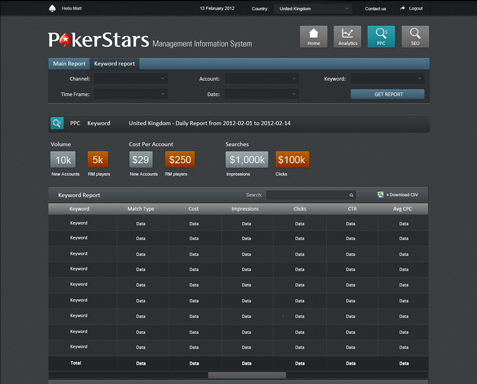 Hello Matt 13 February 2012 Country: United Kingdom Contact us Logout
PokerStars Management Information System
Home Analytics PPC SEO
Main Report Keyword report
Channel: Account: Keyword:
Time Frame: Date: GET REPORT
PPC Keyword United Kingdom - Daily Report from 2012-02-01 to 2012-02-14
Volume Cost Per Account Searches
10k 5k $29 $250 $1,000k $100k
New Accounts RM players New Accounts RM players Impressions Clicks
Keyword Report Search: + Download CSV
Keyword Match Type Cost Impressions Clicks CTR Avg CPC
Keyword Data Data Data Data Data Data
Keyword Data Data Data Data Data Data
Keyword Data Data Data Data Data Data
Keyword Data Data Data Data Data Data
Keyword Data Data Data Data Data Data
Keyword Data Data Data Data Data Data
Keyword Data Data Data Data Data Data
Keyword Data Data Data Data Data Data
Keyword Data Data Data Data Data Data
Total Data Data Data Data Data Data